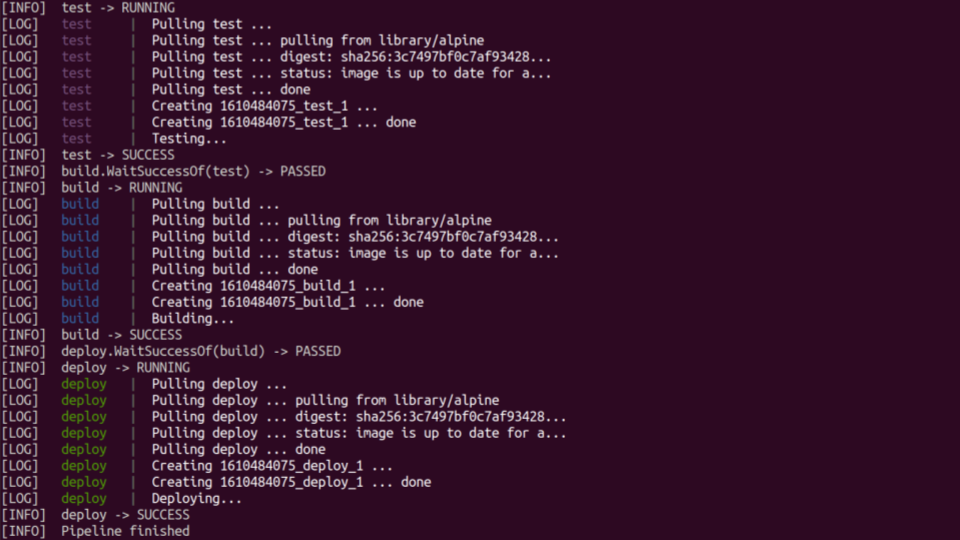 [INFO]  test -> RUNNING
[LOG]   test     |  Pulling test ...
[LOG]   test     |  Pulling test ... pulling from library/alpine
[LOG]   test     |  Pulling test ... digest: sha256:3c7497bf0c7af93428...
[LOG]   test     |  Pulling test ... status: image is up to date for a...
[LOG]   test     |  Pulling test ... done
[LOG]   test     |  Creating 1610484075_test_1 ...
[LOG]   test     |  Creating 1610484075_test_1 ... done
[LOG]   test     |  Testing...
[INFO]  test -> SUCCESS
[INFO]  build.WaitSuccessOf(test) -> PASSED
[INFO]  build -> RUNNING
[LOG]   build    |  Pulling build ...
[LOG]   build    |  Pulling build ... pulling from library/alpine
[LOG]   build    |  Pulling build ... digest: sha256:3c7497bf0c7af93428...
[LOG]   build    |  Pulling build ... status: image is up to date for a...
[LOG]   build    |  Pulling build ... done
[LOG]   build    |  Creating 1610484075_build_1 ...
[LOG]   build    |  Creating 1610484075_build_1 ... done
[LOG]   build    |  Building...
[INFO]  build -> SUCCESS
[INFO]  deploy.WaitSuccessOf(build) -> PASSED
[INFO]  deploy -> RUNNING
[LOG]   deploy   |  Pulling deploy ...
[LOG]   deploy   |  Pulling deploy ... pulling from library/alpine
[LOG]   deploy   |  Pulling deploy ... digest: sha256:3c7497bf0c7af93428...
[LOG]   deploy   |  Pulling deploy ... status: image is up to date for a...
[LOG]   deploy   |  Pulling deploy ... done
[LOG]   deploy   |  Creating 1610484075_deploy_1 ...
[LOG]   deploy   |  Creating 1610484075_deploy_1 ... done
[LOG]   deploy   |  Deploying...
[INFO]  deploy -> SUCCESS
[INFO]  Pipeline finished